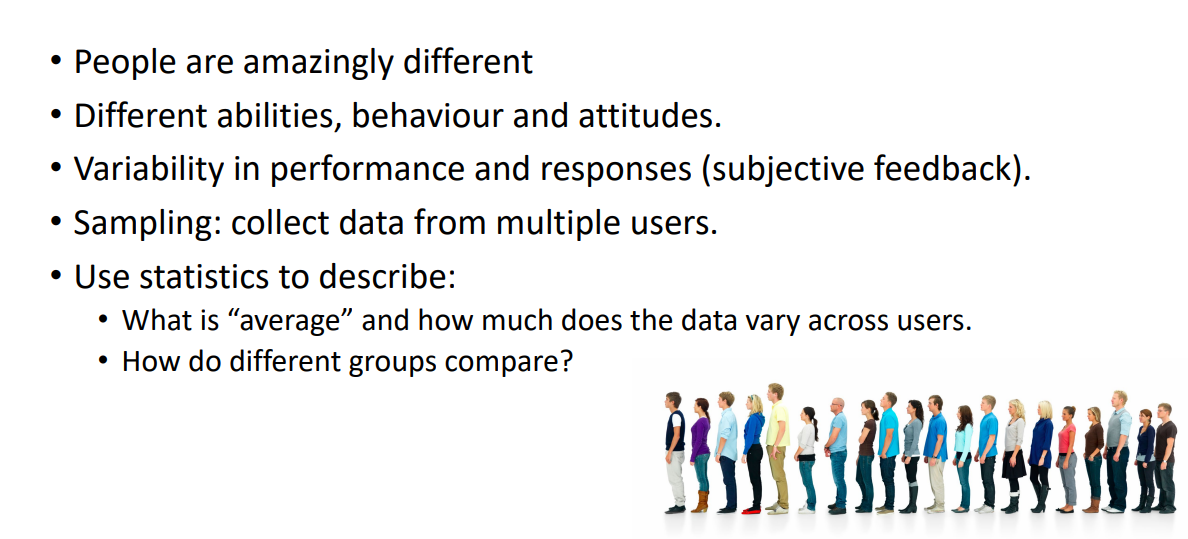 • People are amazingly different
• Different abilities, behaviour and attitudes.
• Variability in performance and responses (subjective feedback).
• Sampling: collect data from multiple users.
• Use statistics to describe:
• What is “average” and how much does the data vary across users.
• How do different groups compare?